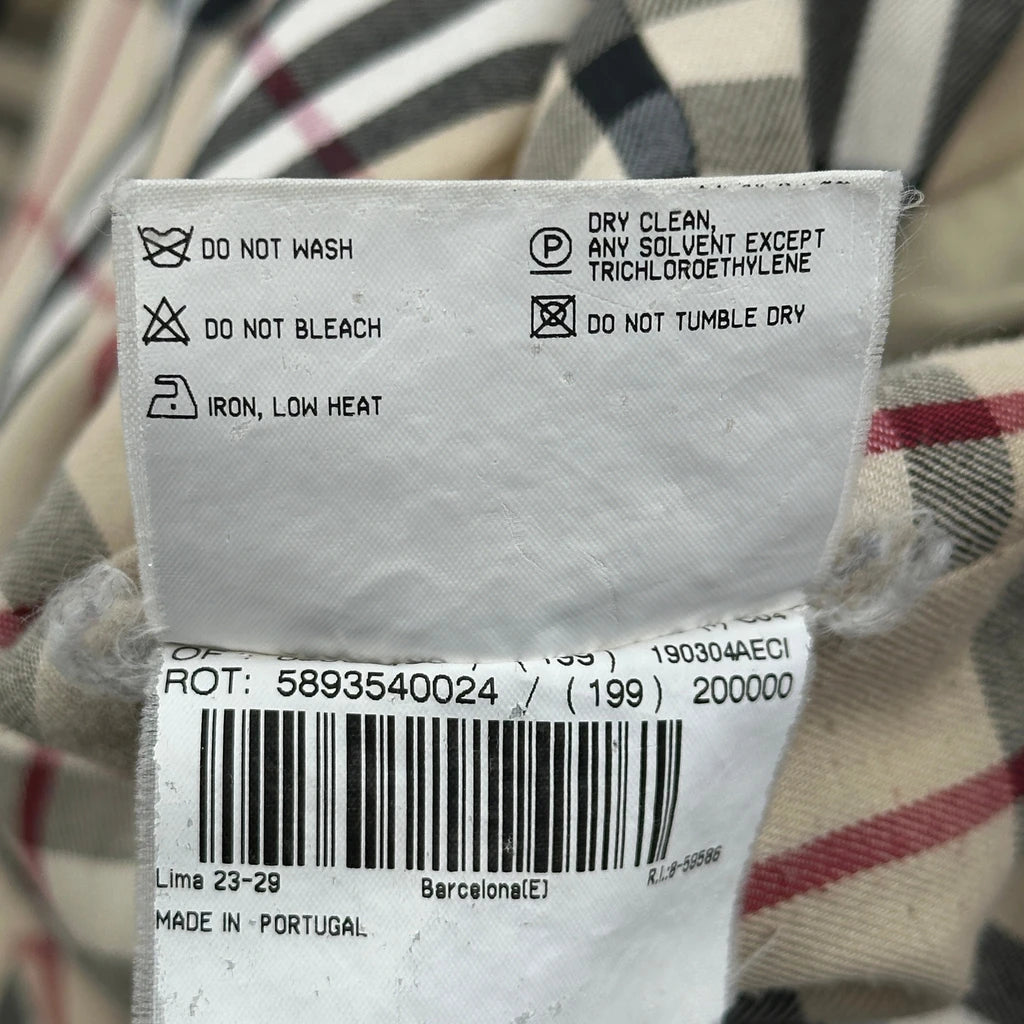 DO NOT WASH
DO NOT BLEACH
IRON, LOW HEAT
P
DRY CLEAN,
ANY SOLVENT EXCEPT
TRICHLOROETHYLENE
DO NOT TUMBLE DRY
190304AECI
ROT: 5893540024 / (199) 200000
Lima 23-29
Barcelona(E)
R.I.:8-59586
MADE IN PORTUGAL